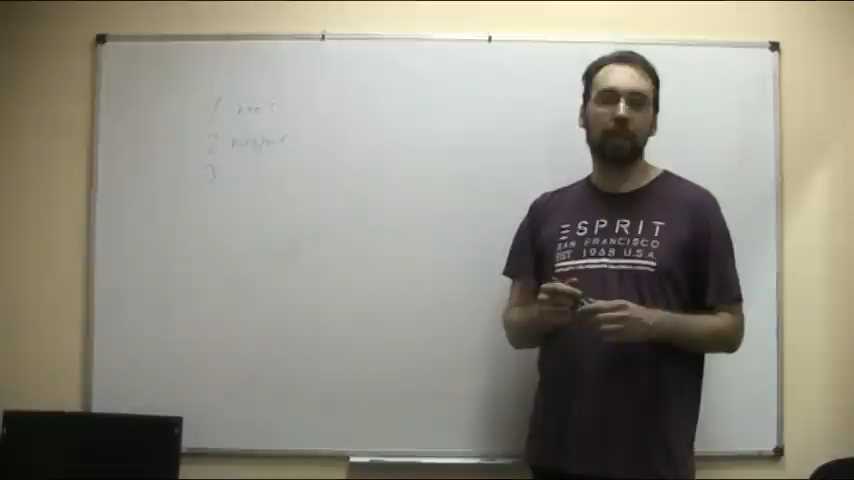 1
2
3
ESPRIT
SAN FRANCISCO
EST. 1968 U.S.A.